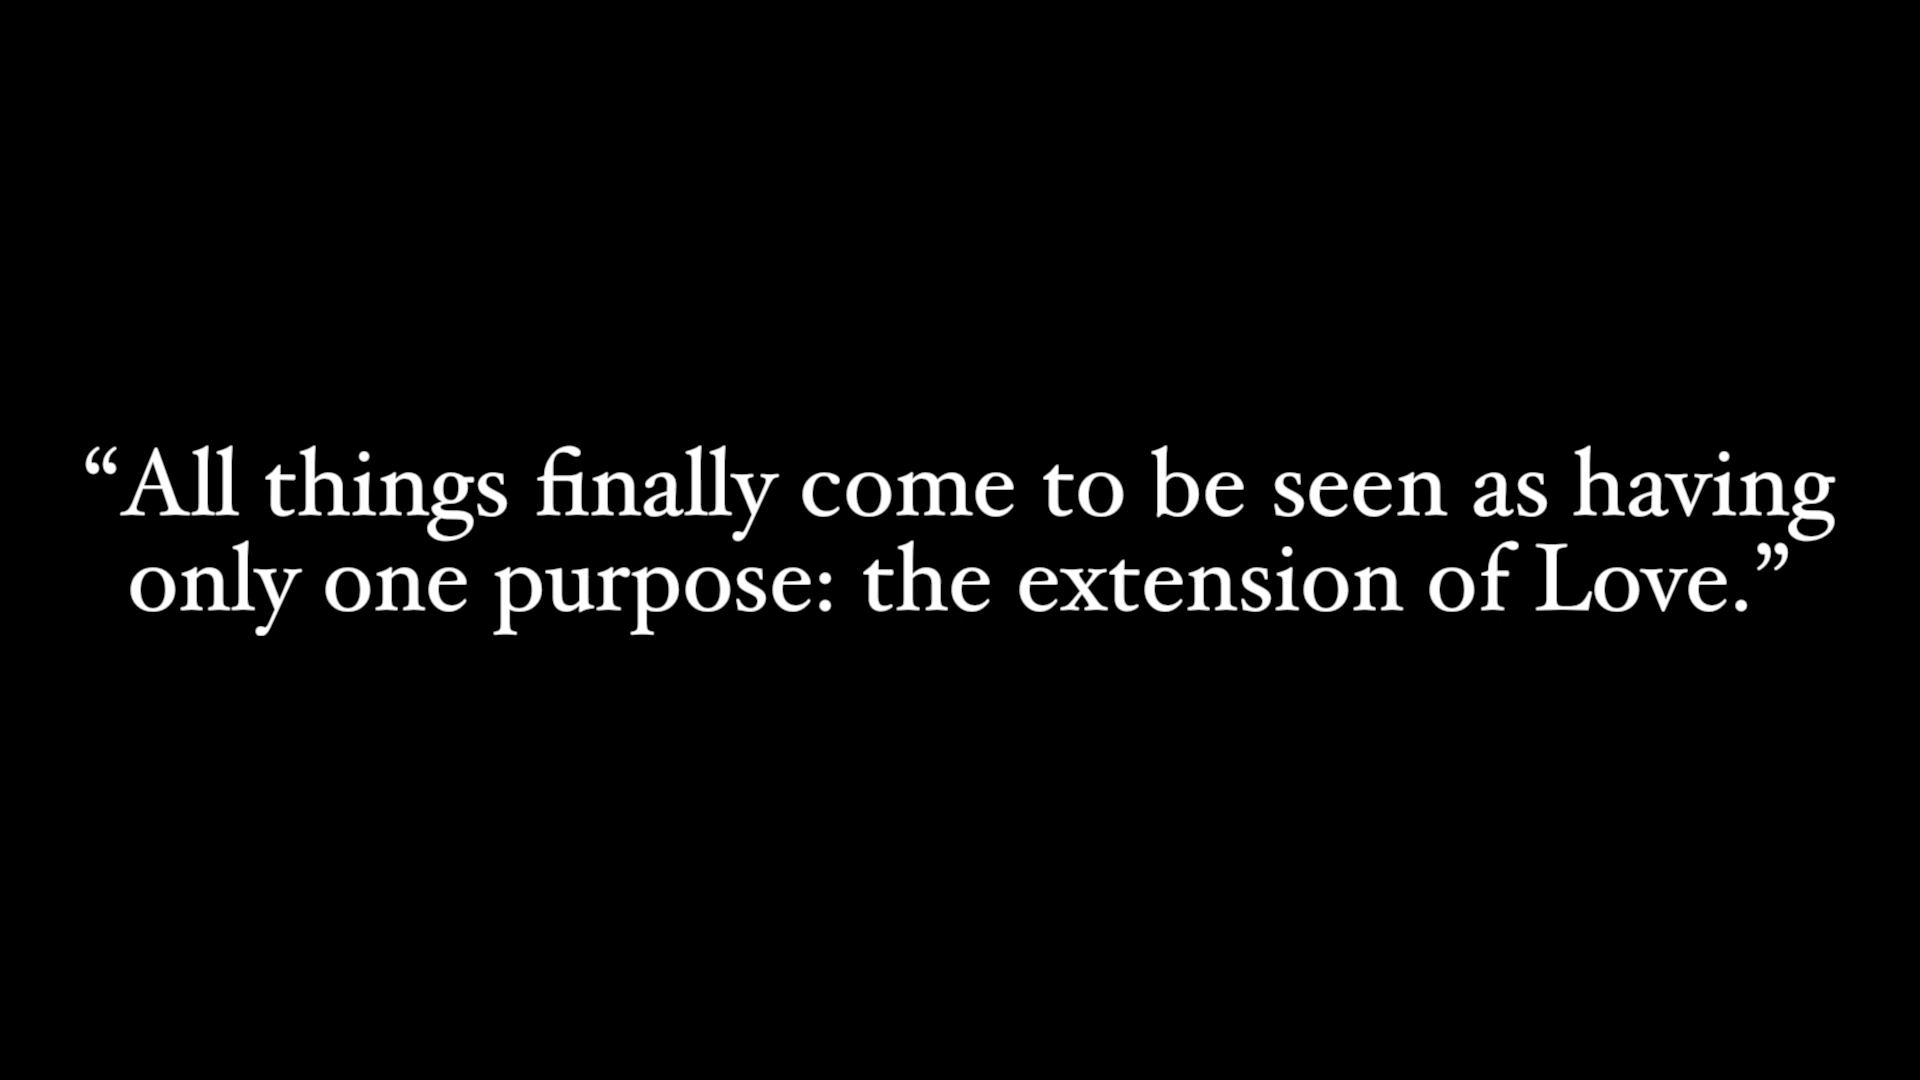 “All things finally come to be seen as having
only one purpose: the extension of Love.”